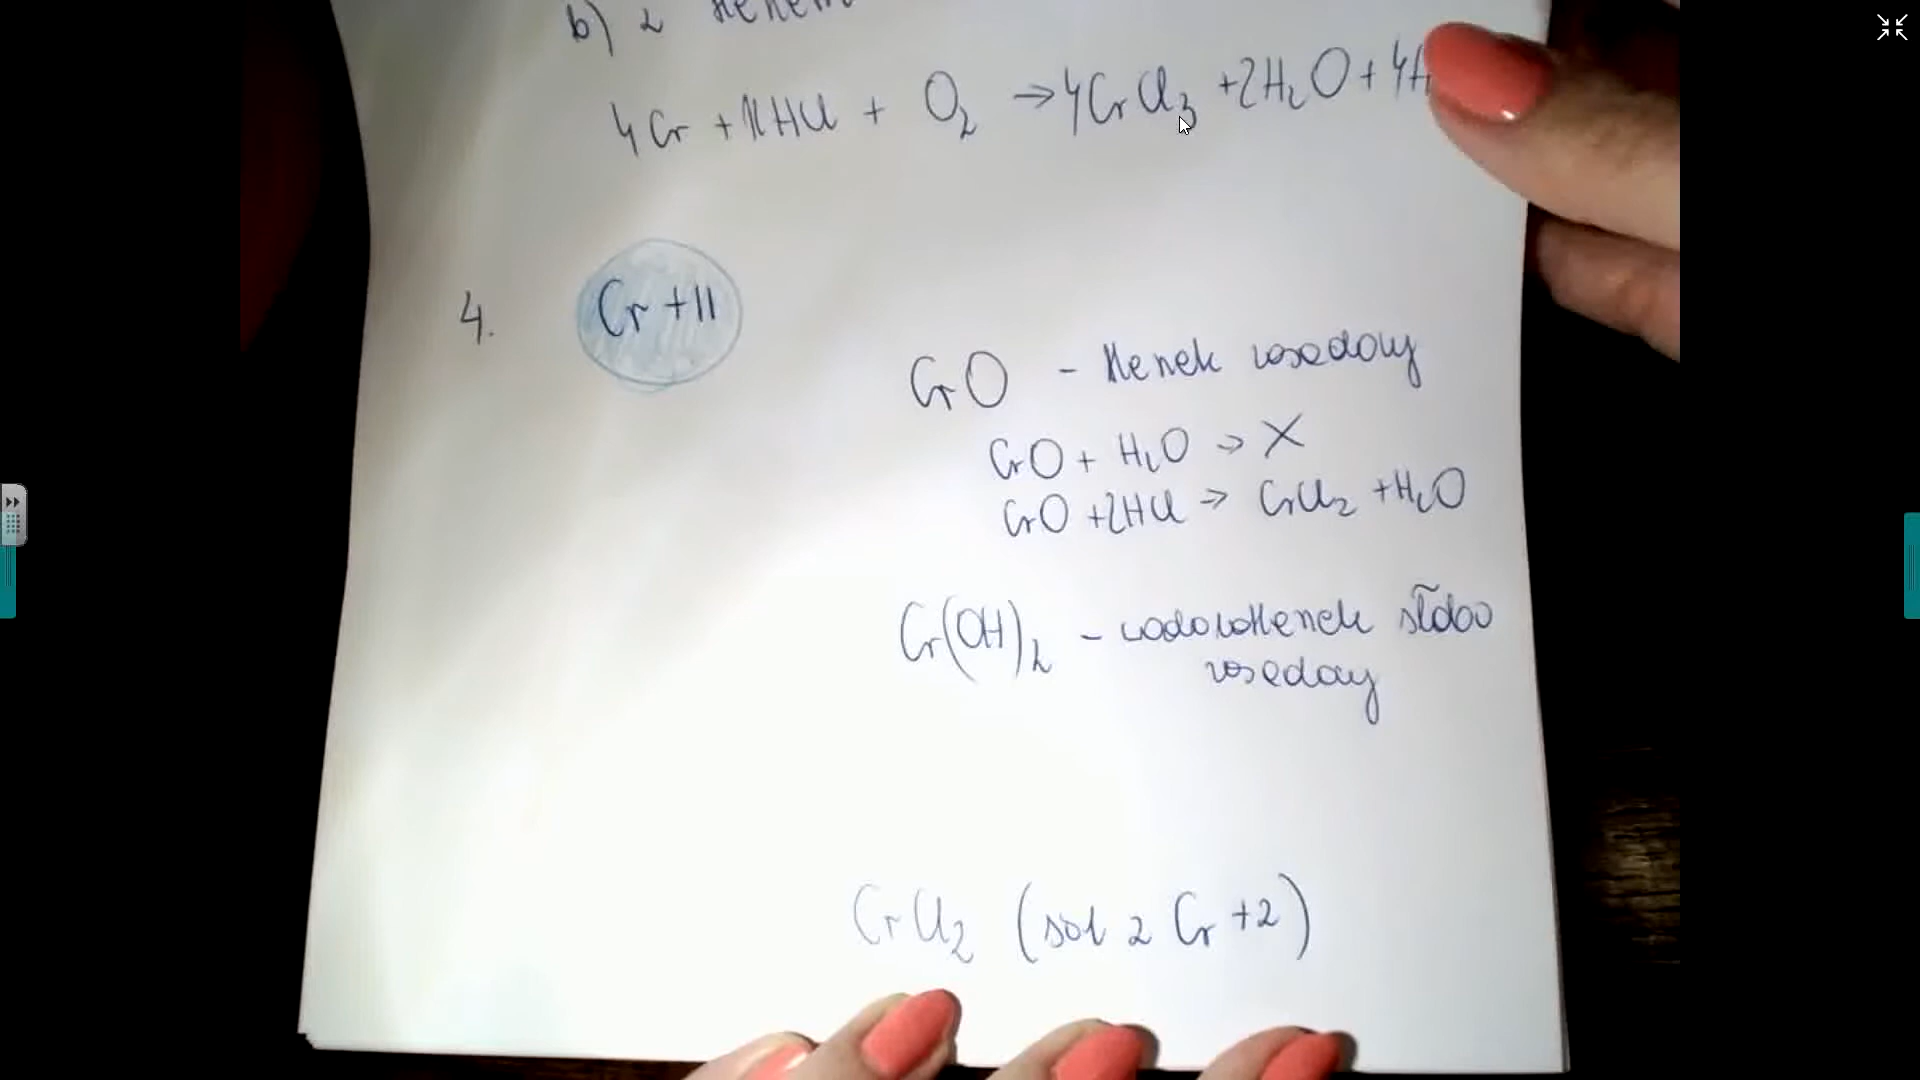 b) z tlenem
4Cr + 12HCl + O₂ → 4CrCl₃ + 2H₂O + 4H
4. Cr +II
CrO - tlenek zasadowy
CrO + H₂O → X
CrO + 2HCl → CrCl₂ + H₂O
Cr(OH)₂ - wodorotlenek słabo
zasadowy
CrCl₂ (sól z Cr +2)